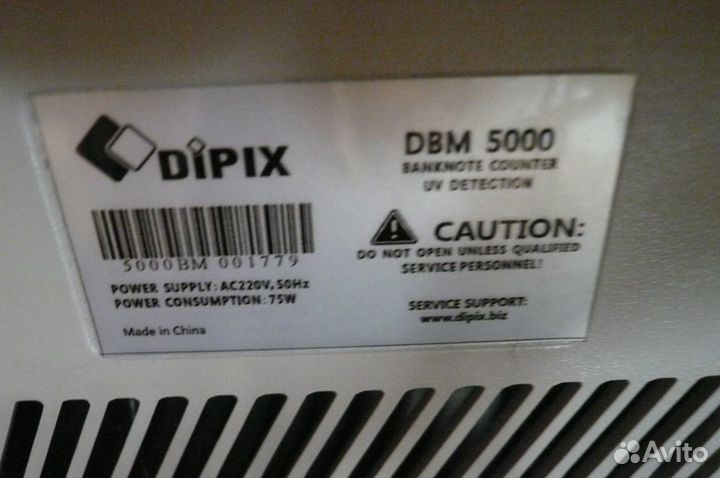 DiPIX
5000BM 001779
POWER SUPPLY: AC220V, 50Hz
POWER CONSUMPTION: 75W
Made in China
DBM 5000
BANKNOTE COUNTER
UV DETECTION
CAUTION:
DO NOT OPEN UNLESS QUALIFIED
SERVICE PERSONNEL!
SERVICE SUPPORT:
www.dipix.biz
Avito